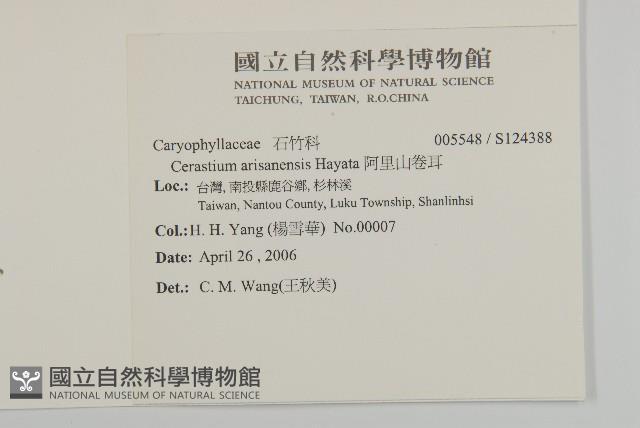 國立自然科學博物館
NATIONAL MUSEUM OF NATURAL SCIENCE
TAICHUNG, TAIWAN, R.O.CHINA
Caryophyllaceae 石竹科 005548 / S124388
Cerastium arisanensis Hayata 阿里山卷耳
Loc.: 台灣, 南投縣鹿谷鄉, 杉林溪
Taiwan, Nantou County, Luku Township, Shanlinhsi
Col.: H. H. Yang (楊雪華) No.00007
Date: April 26 , 2006
Det.: C. M. Wang(王秋美)
國立自然科學博物館
NATIONAL MUSEUM OF NATURAL SCIENCE